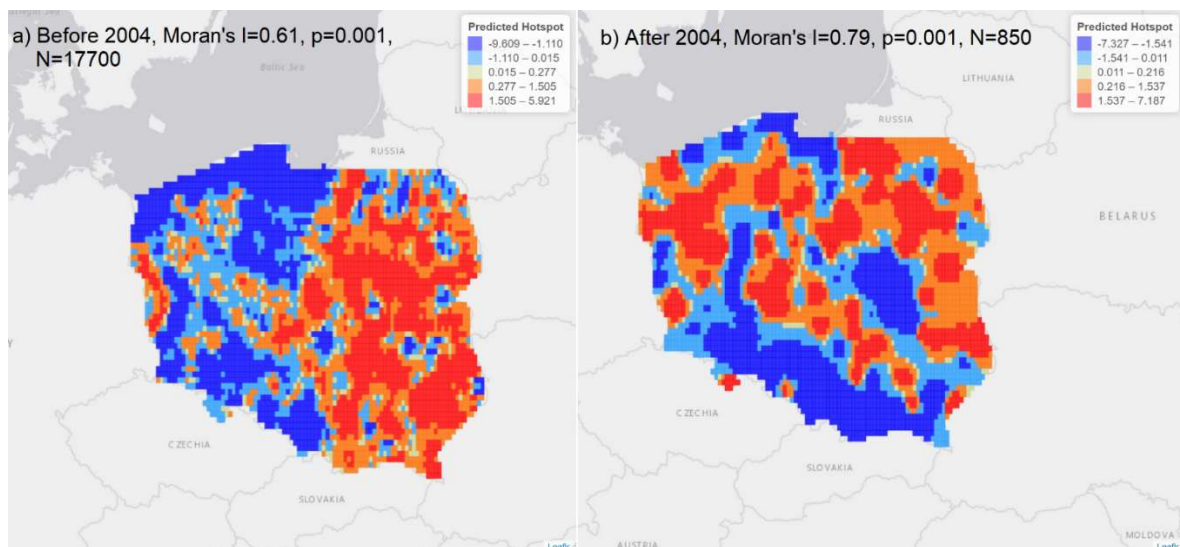 a) Before 2004, Moran's I=0.61, p=0.001,
N=17700
Predicted Hotspot
-9.609 – -1.110
-1.110 – 0.015
0.015 – 0.277
0.277 – 1.505
1.505 – 5.921
Baltic Sea
RUSSIA
CZECHIA
SLOVAKIA
b) After 2004, Moran's I=0.79, p=0.001, N=850
Predicted Hotspot
-7.327 – -1.541
-1.541 – 0.011
0.011 – 0.216
0.216 – 1.537
1.537 – 7.187
LITHUANIA
RUSSIA
BELARUS
CZECHIA
SLOVAKIA
AUSTRIA
MOLDOVA